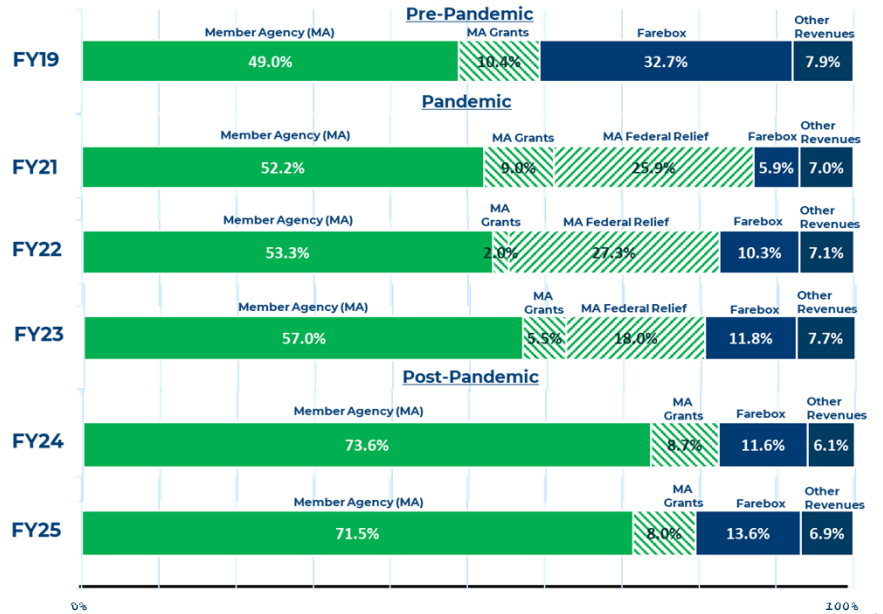 Pre-Pandemic
Member Agency (MA) MA Grants Farebox Other
Revenues
FY19 49.0% 10.4% 32.7% 7.9%
Pandemic
Member Agency (MA) MA Grants MA Federal Relief Farebox Other
Revenues
FY21 52.2% 9.0% 25.9% 5.9% 7.0%
Member Agency (MA) MA
Grants MA Federal Relief Farebox Other
Revenues
FY22 53.3% 2.0% 27.3% 10.3% 7.1%
Member Agency (MA) MA
Grants MA Federal Relief Farebox Other
Revenues
FY23 57.0% 5.5% 18.0% 11.8% 7.7%
Post-Pandemic
Member Agency (MA) MA
Grants Farebox Other
Revenues
FY24 73.6% 8.7% 11.6% 6.1%
Member Agency (MA) MA
Grants Farebox Other
Revenues
FY25 71.5% 8.0% 13.6% 6.9%
0% 100%